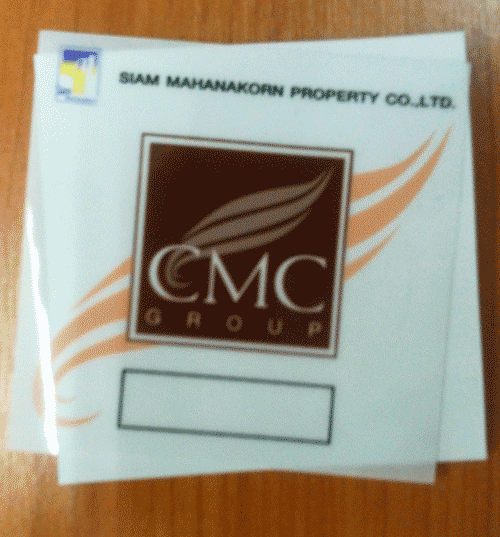 SIAM MAHANAKORN PROPERTY CO.,LTD.
CMC
GROUP